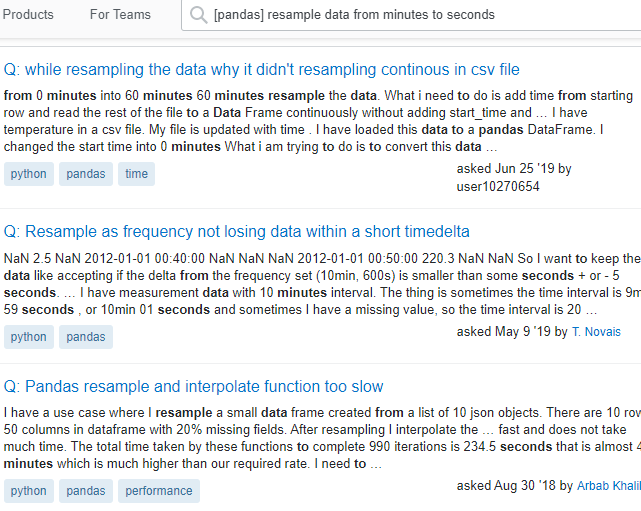 Products For Teams [pandas] resample data from minutes to seconds
Q: while resampling the data why it didn't resampling continous in csv file
from 0 minutes into 60 minutes 60 minutes resample the data. What i need to do is add time from starting
row and read the rest of the file to a Data Frame continuously without adding start_time and ... I have
temperature in a csv file. My file is updated with time . I have loaded this data to a pandas DataFrame. I
changed the start time into 0 minutes What i am trying to do is to convert this data ...
python pandas time
asked Jun 25 '19 by
user10270654
Q: Resample as frequency not losing data within a short timedelta
NaN 2.5 NaN 2012-01-01 00:40:00 NaN NaN NaN 2012-01-01 00:50:00 220.3 NaN NaN So I want to keep the
data like accepting if the delta from the frequency set (10min, 600s) is smaller than some seconds + or - 5
seconds. ... I have measurement data with 10 minutes interval. The thing is sometimes the time interval is 9m
59 seconds , or 10min 01 seconds and sometimes I have a missing value, so the time interval is 20 ...
python pandas
asked May 9 '19 by T. Novais
Q: Pandas resample and interpolate function too slow
I have a use case where I resample a small data frame created from a list of 10 json objects. There are 10 row
50 columns in dataframe with 20% missing fields. After resampling I interpolate the ... fast and does not take
much time. The total time taken by these functions to complete 990 iterations is 234.5 seconds that is almost 4
minutes which is much higher than our required rate. I need to ...
python pandas performance
asked Aug 30 '18 by Arbab Khali